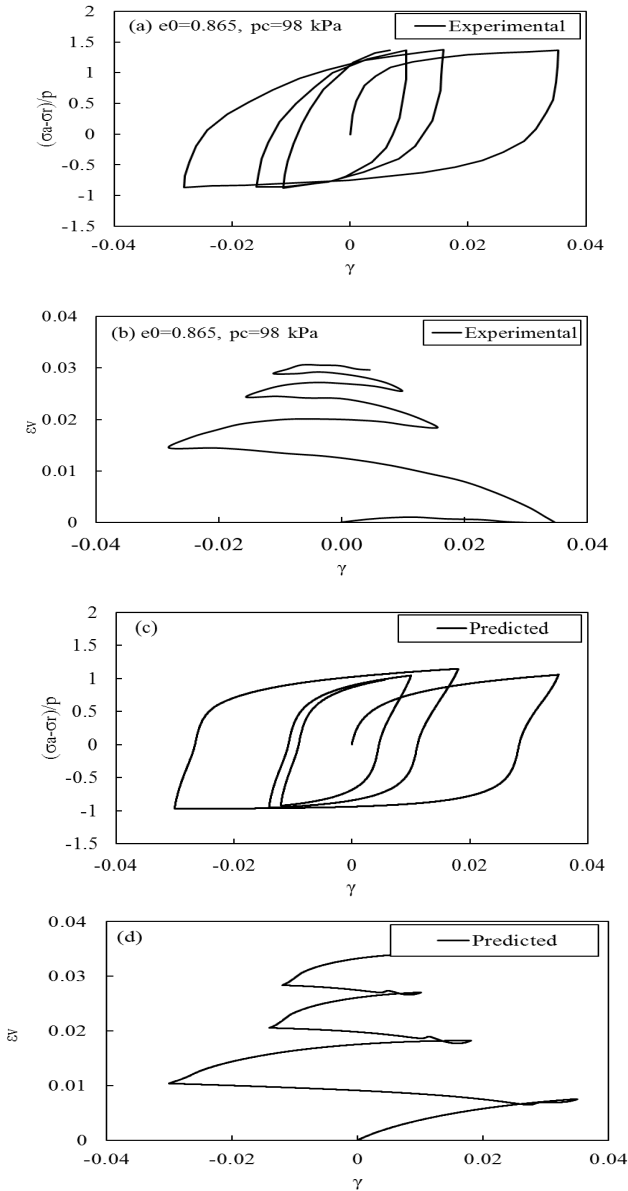 (a) e0=0.865, pc=98 kPa
Experimental
2
1.5
1
0.5
0
-0.5
-1
-1.5
(σa-σr)/p
-0.04
-0.02
0
0.02
0.04
γ
(b) e0=0.865, pc=98 kPa
Experimental
0.04
0.03
0.02
0.01
0
εv
-0.04
-0.02
0.00
0.02
0.04
γ
(c)
Predicted
2
1.5
1
0.5
0
-0.5
-1
-1.5
(σa-σr)/p
-0.04
-0.02
0
0.02
0.04
γ
(d)
Predicted
0.04
0.03
0.02
0.01
0
εv
-0.04
-0.02
0
0.02
0.04
γ